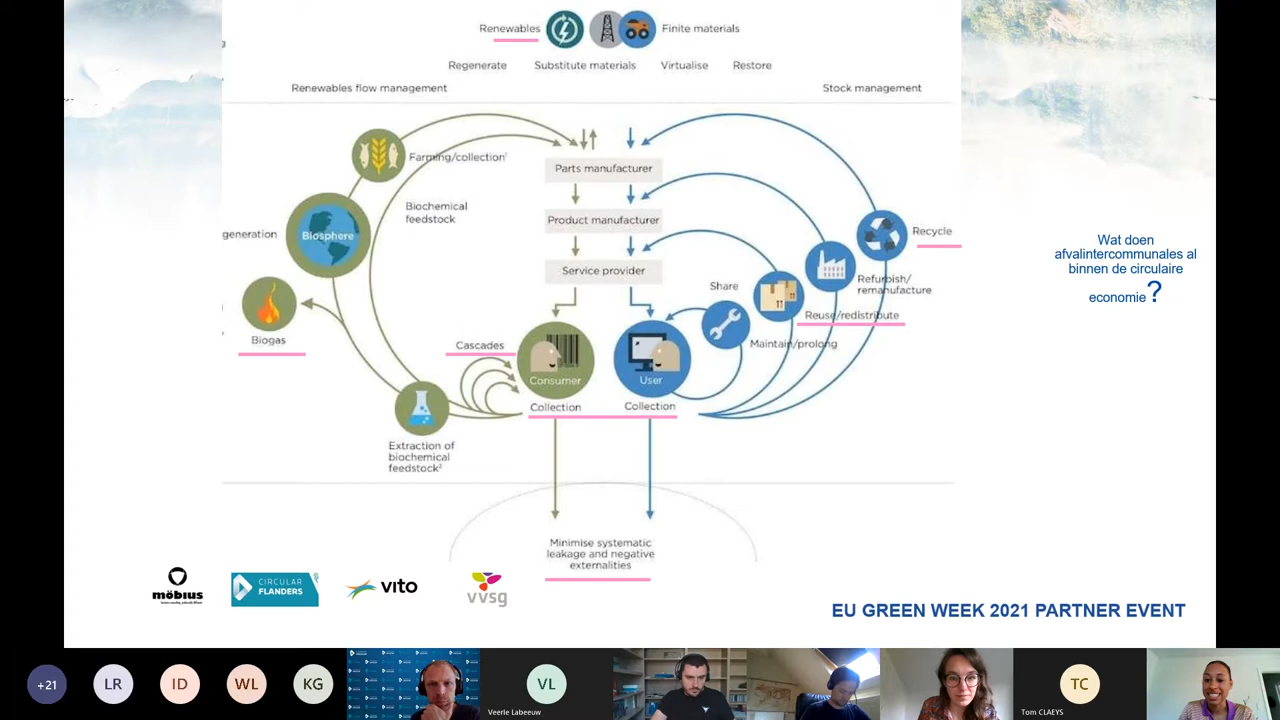 Renewables
Finite materials
Regenerate
Substitute materials
Virtualise
Restore
Renewables flow management
Stock management
Farming/collection¹
Parts manufacturer
Biochemical
feedstock
Product manufacturer
generation
Biosphere
Recycle
Wat doen
afvalintercommunales al
binnen de circulaire
economie?
Service provider
Share
Refurbish/
remanufacture
Reuse/redistribute
Biogas
Cascades
Maintain/prolong
Consumer
User
Collection
Collection
Extraction of
biochemical
feedstock²
Minimise systematic
leakage and negative
externalities
möbius
CIRCULAR
FLANDERS
vito
vvsg
EU GREEN WEEK 2021 PARTNER EVENT
+21
LR
ID
WL
KG
VL
Veerle Labeeuw
TC
Tom CLAEYS